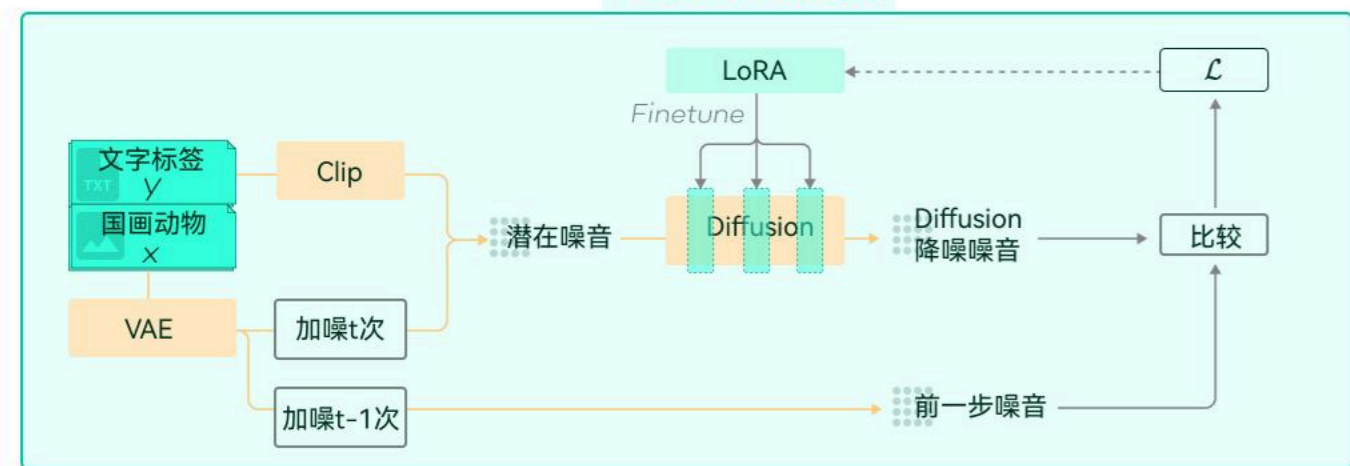 LoRA
ℒ
Finetune
文字标签
TXT
y
Clip
国画动物
x
潜在噪音
Diffusion
Diffusion
降噪噪音
比较
VAE
加噪t次
加噪t-1次
前一步噪音